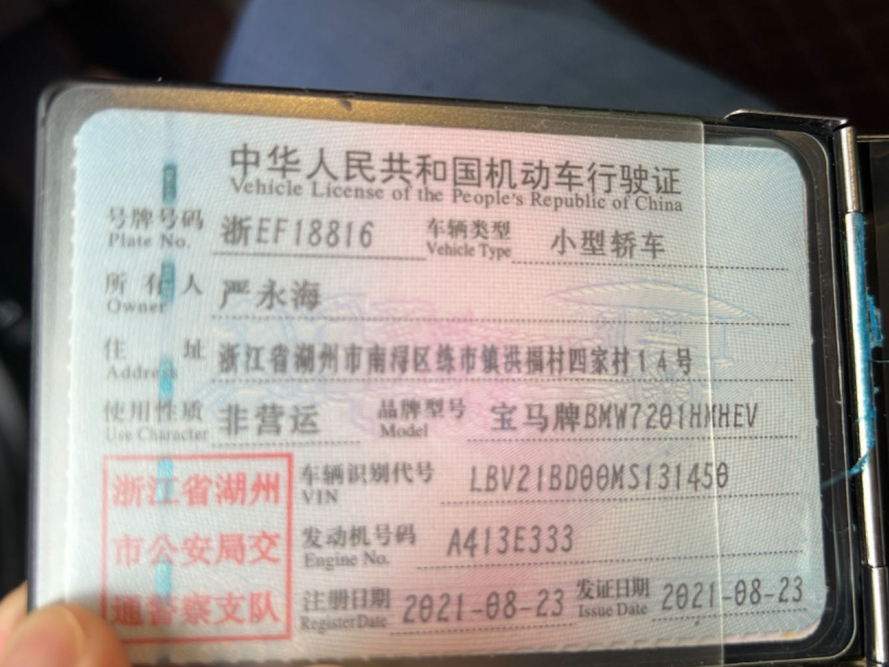 中华人民共和国机动车行驶证
Vehicle License of the People's Republic of China
号牌号码 浙EF18816 车辆类型 小型轿车
Plate No. Vehicle Type
所有人 严永海
Owner
住址 浙江省湖州市南浔区练市镇洪福村四家村14号
Address
使用性质 非营运 品牌型号 宝马牌BMW7201HMHEV
Use Character Model
浙江省湖州
市公安局交
通警察支队
车辆识别代号 LBV21BD00MS131450
VIN
发动机号码 A413E333
Engine No.
注册日期 2021-08-23 发证日期 2021-08-23
Register Date Issue Date